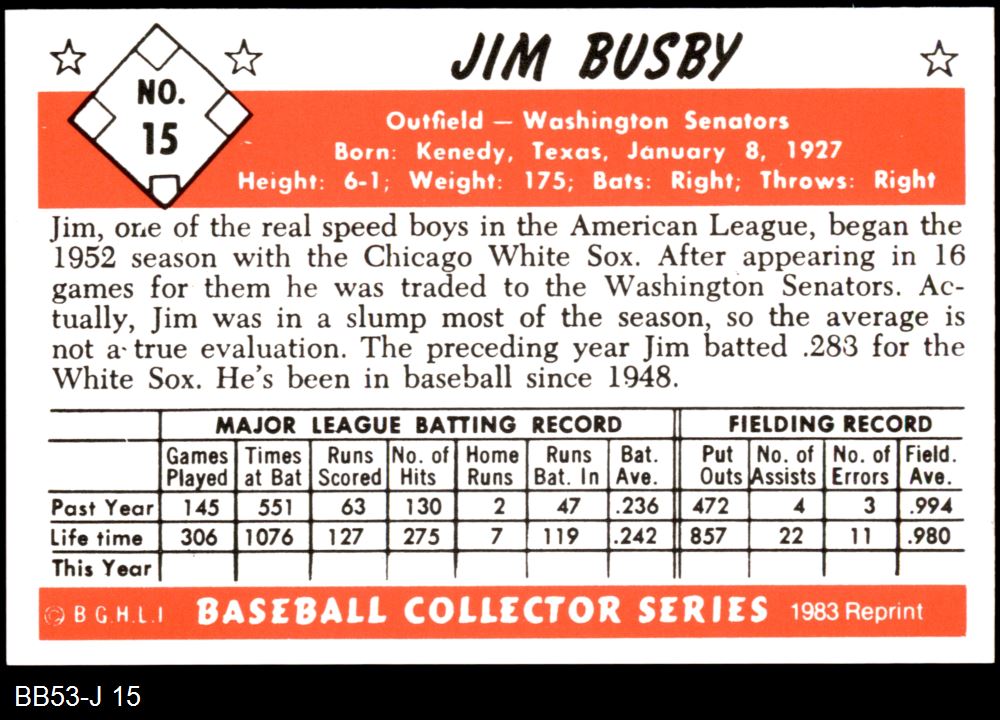 JIM BUSBY
NO.
15
Outfield — Washington Senators
Born: Kenedy, Texas, January 8, 1927
Height: 6-1; Weight: 175; Bats: Right; Throws: Right
Jim, one of the real speed boys in the American League, began the
1952 season with the Chicago White Sox. After appearing in 16
games for them he was traded to the Washington Senators. Ac-
tually, Jim was in a slump most of the season, so the average is
not a true evaluation. The preceding year Jim batted .283 for the
White Sox. He's been in baseball since 1948.
MAJOR LEAGUE BATTING RECORD FIELDING RECORD
Games Times Runs No. of Home Runs Bat. Put No. of No. of Field.
Played at Bat Scored Hits Runs Bat. In Ave. Outs Assists Errors Ave.
Past Year 145 551 63 130 2 47 .236 472 4 3 .994
Life time 306 1076 127 275 7 119 .242 857 22 11 .980
This Year
© B G.H.L.I BASEBALL COLLECTOR SERIES 1983 Reprint
BB53-J 15